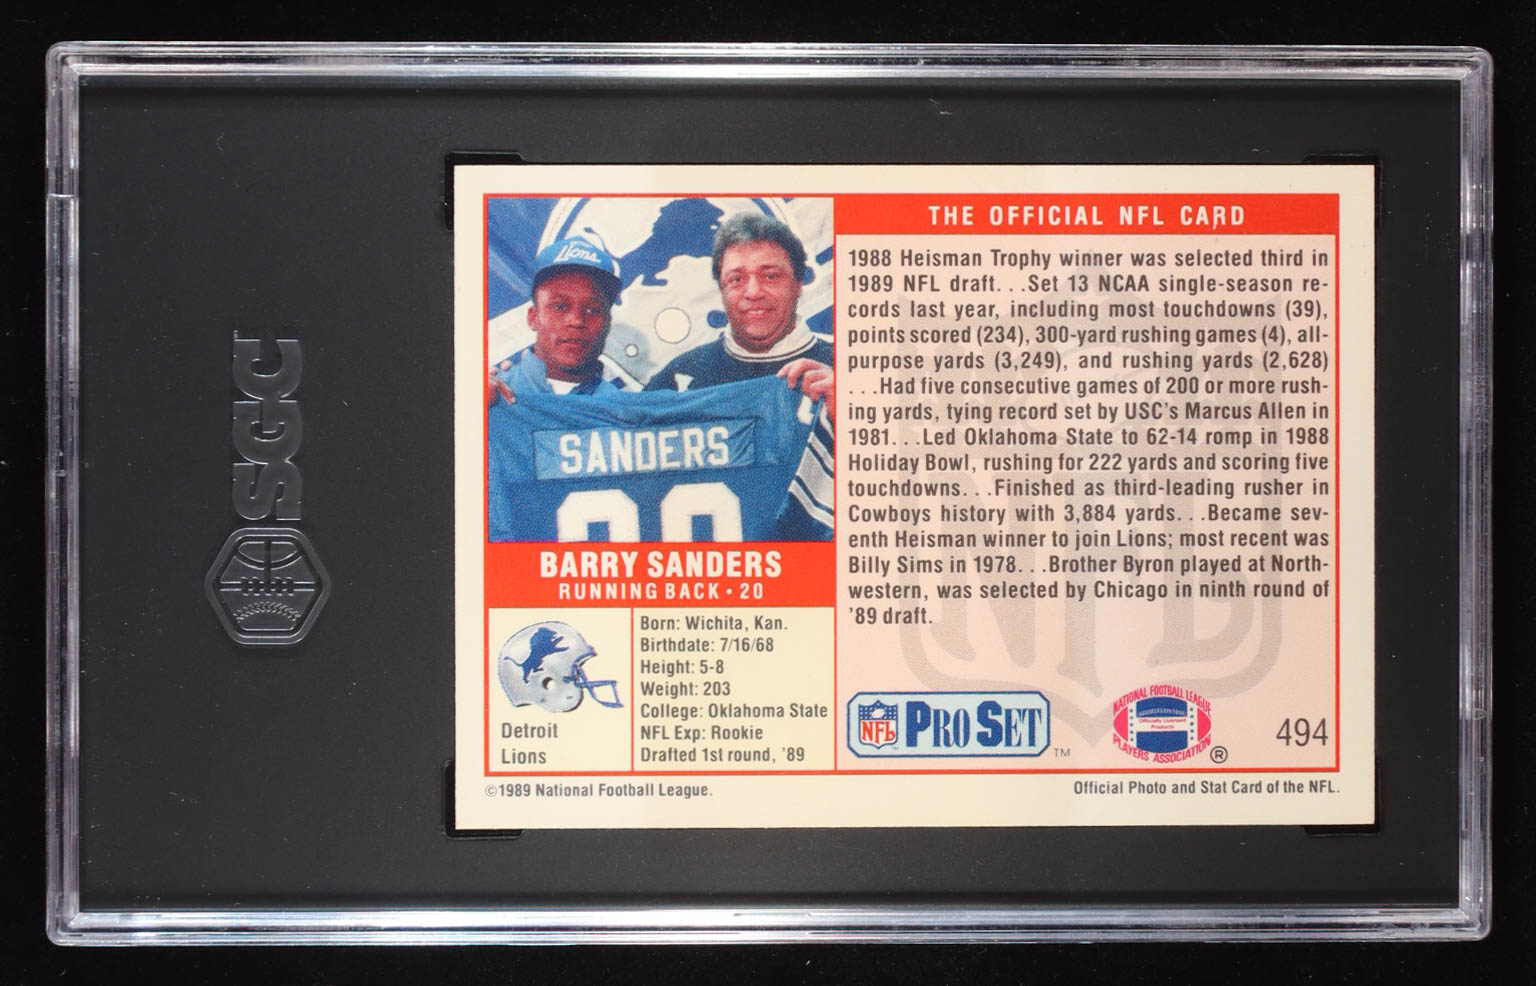 SGC
Lions
SANDERS
BARRY SANDERS
RUNNING BACK • 20
Detroit
Lions
Born: Wichita, Kan.
Birthdate: 7/16/68
Height: 5-8
Weight: 203
College: Oklahoma State
NFL Exp: Rookie
Drafted 1st round, '89
THE OFFICIAL NFL CARD
1988 Heisman Trophy winner was selected third in
1989 NFL draft. . .Set 13 NCAA single-season re-
cords last year, including most touchdowns (39),
points scored (234), 300-yard rushing games (4), all-
purpose yards (3,249), and rushing yards (2,628)
. . .Had five consecutive games of 200 or more rush-
ing yards, tying record set by USC's Marcus Allen in
1981. . .Led Oklahoma State to 62-14 romp in 1988
Holiday Bowl, rushing for 222 yards and scoring five
touchdowns. . .Finished as third-leading rusher in
Cowboys history with 3,884 yards. . .Became sev-
enth Heisman winner to join Lions; most recent was
Billy Sims in 1978. . .Brother Byron played at North-
western, was selected by Chicago in ninth round of
'89 draft.
NFL
NFL PRO SET TM
NATIONAL FOOTBALL LEAGUE
Officially Licensed
Products
PLAYERS ASSOCIATION ®
494
©1989 National Football League.
Official Photo and Stat Card of the NFL.